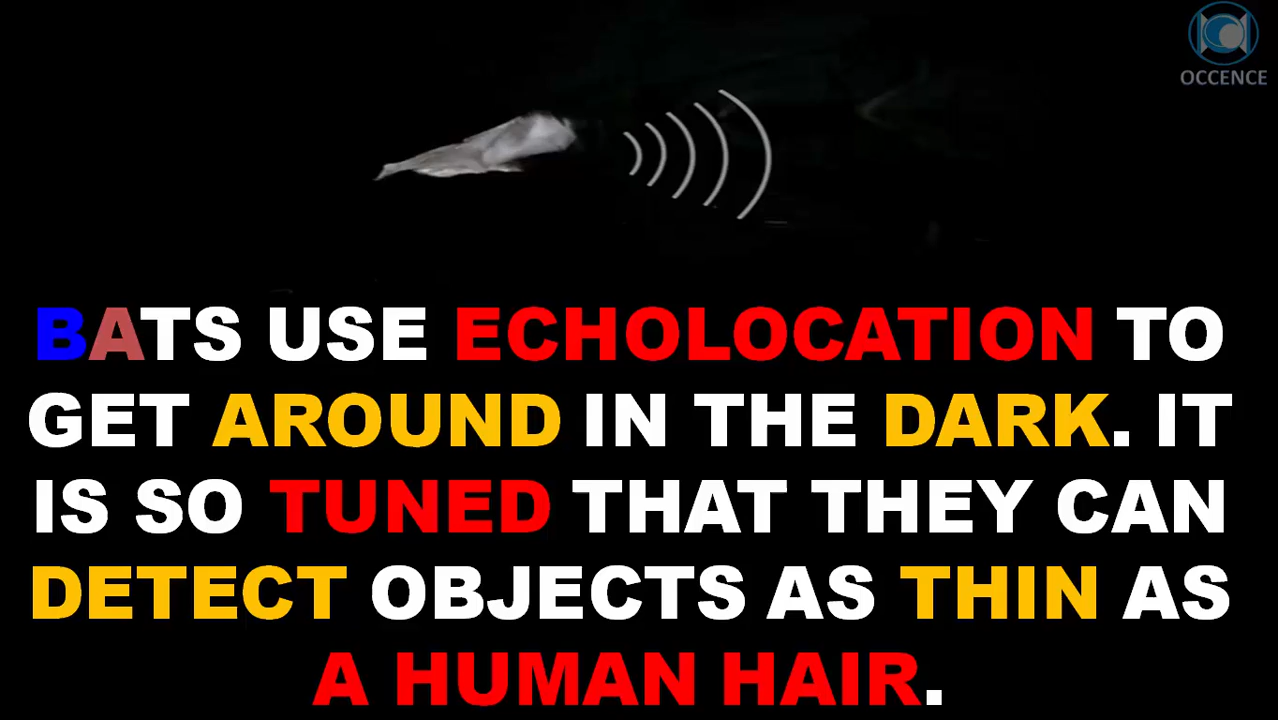 OCCENCE
BATS USE ECHOLOCATION TO
GET AROUND IN THE DARK. IT
IS SO TUNED THAT THEY CAN
DETECT OBJECTS AS THIN AS
A HUMAN HAIR.